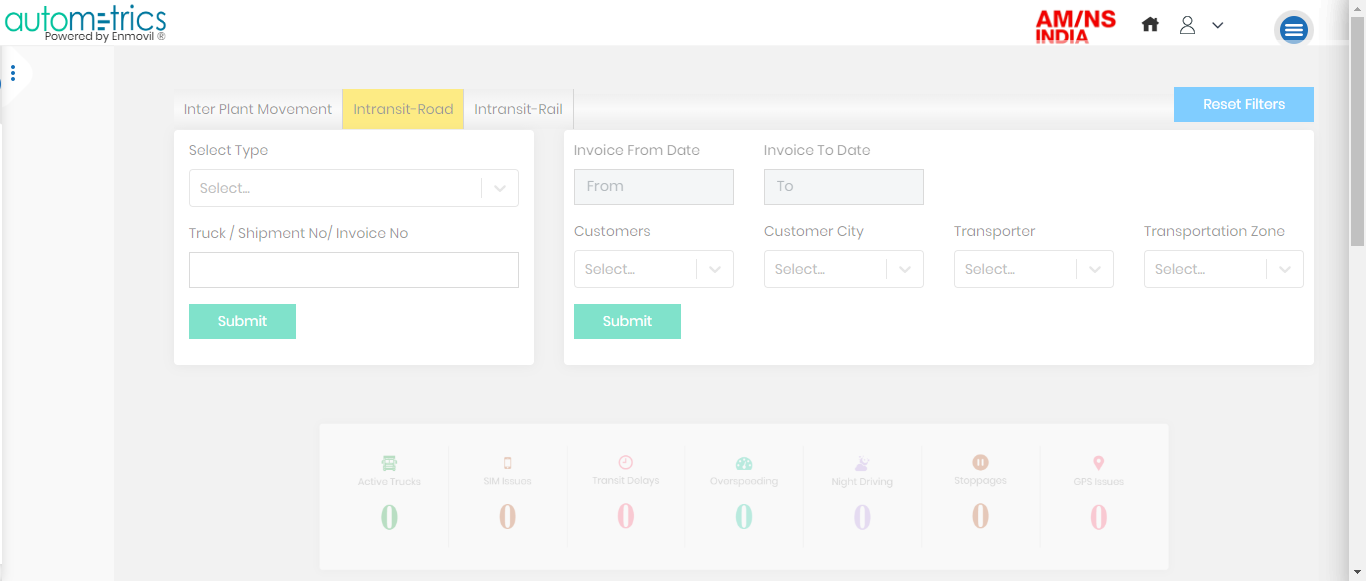 autometrics
Powered by Enmovil ®
AM/NS
INDIA
Inter Plant Movement
Intransit-Road
Intransit-Rail
Reset Filters
Select Type
Select...
Truck / Shipment No/ Invoice No
Submit
Invoice From Date
Invoice To Date
From
To
Customers
Customer City
Transporter
Transportation Zone
Select...
Select...
Select...
Select...
Submit
Active Trucks
SIM Issues
Transit Delays
Overspeeding
Night Driving
Stoppages
GPS Issues
0
0
0
0
0
0
0